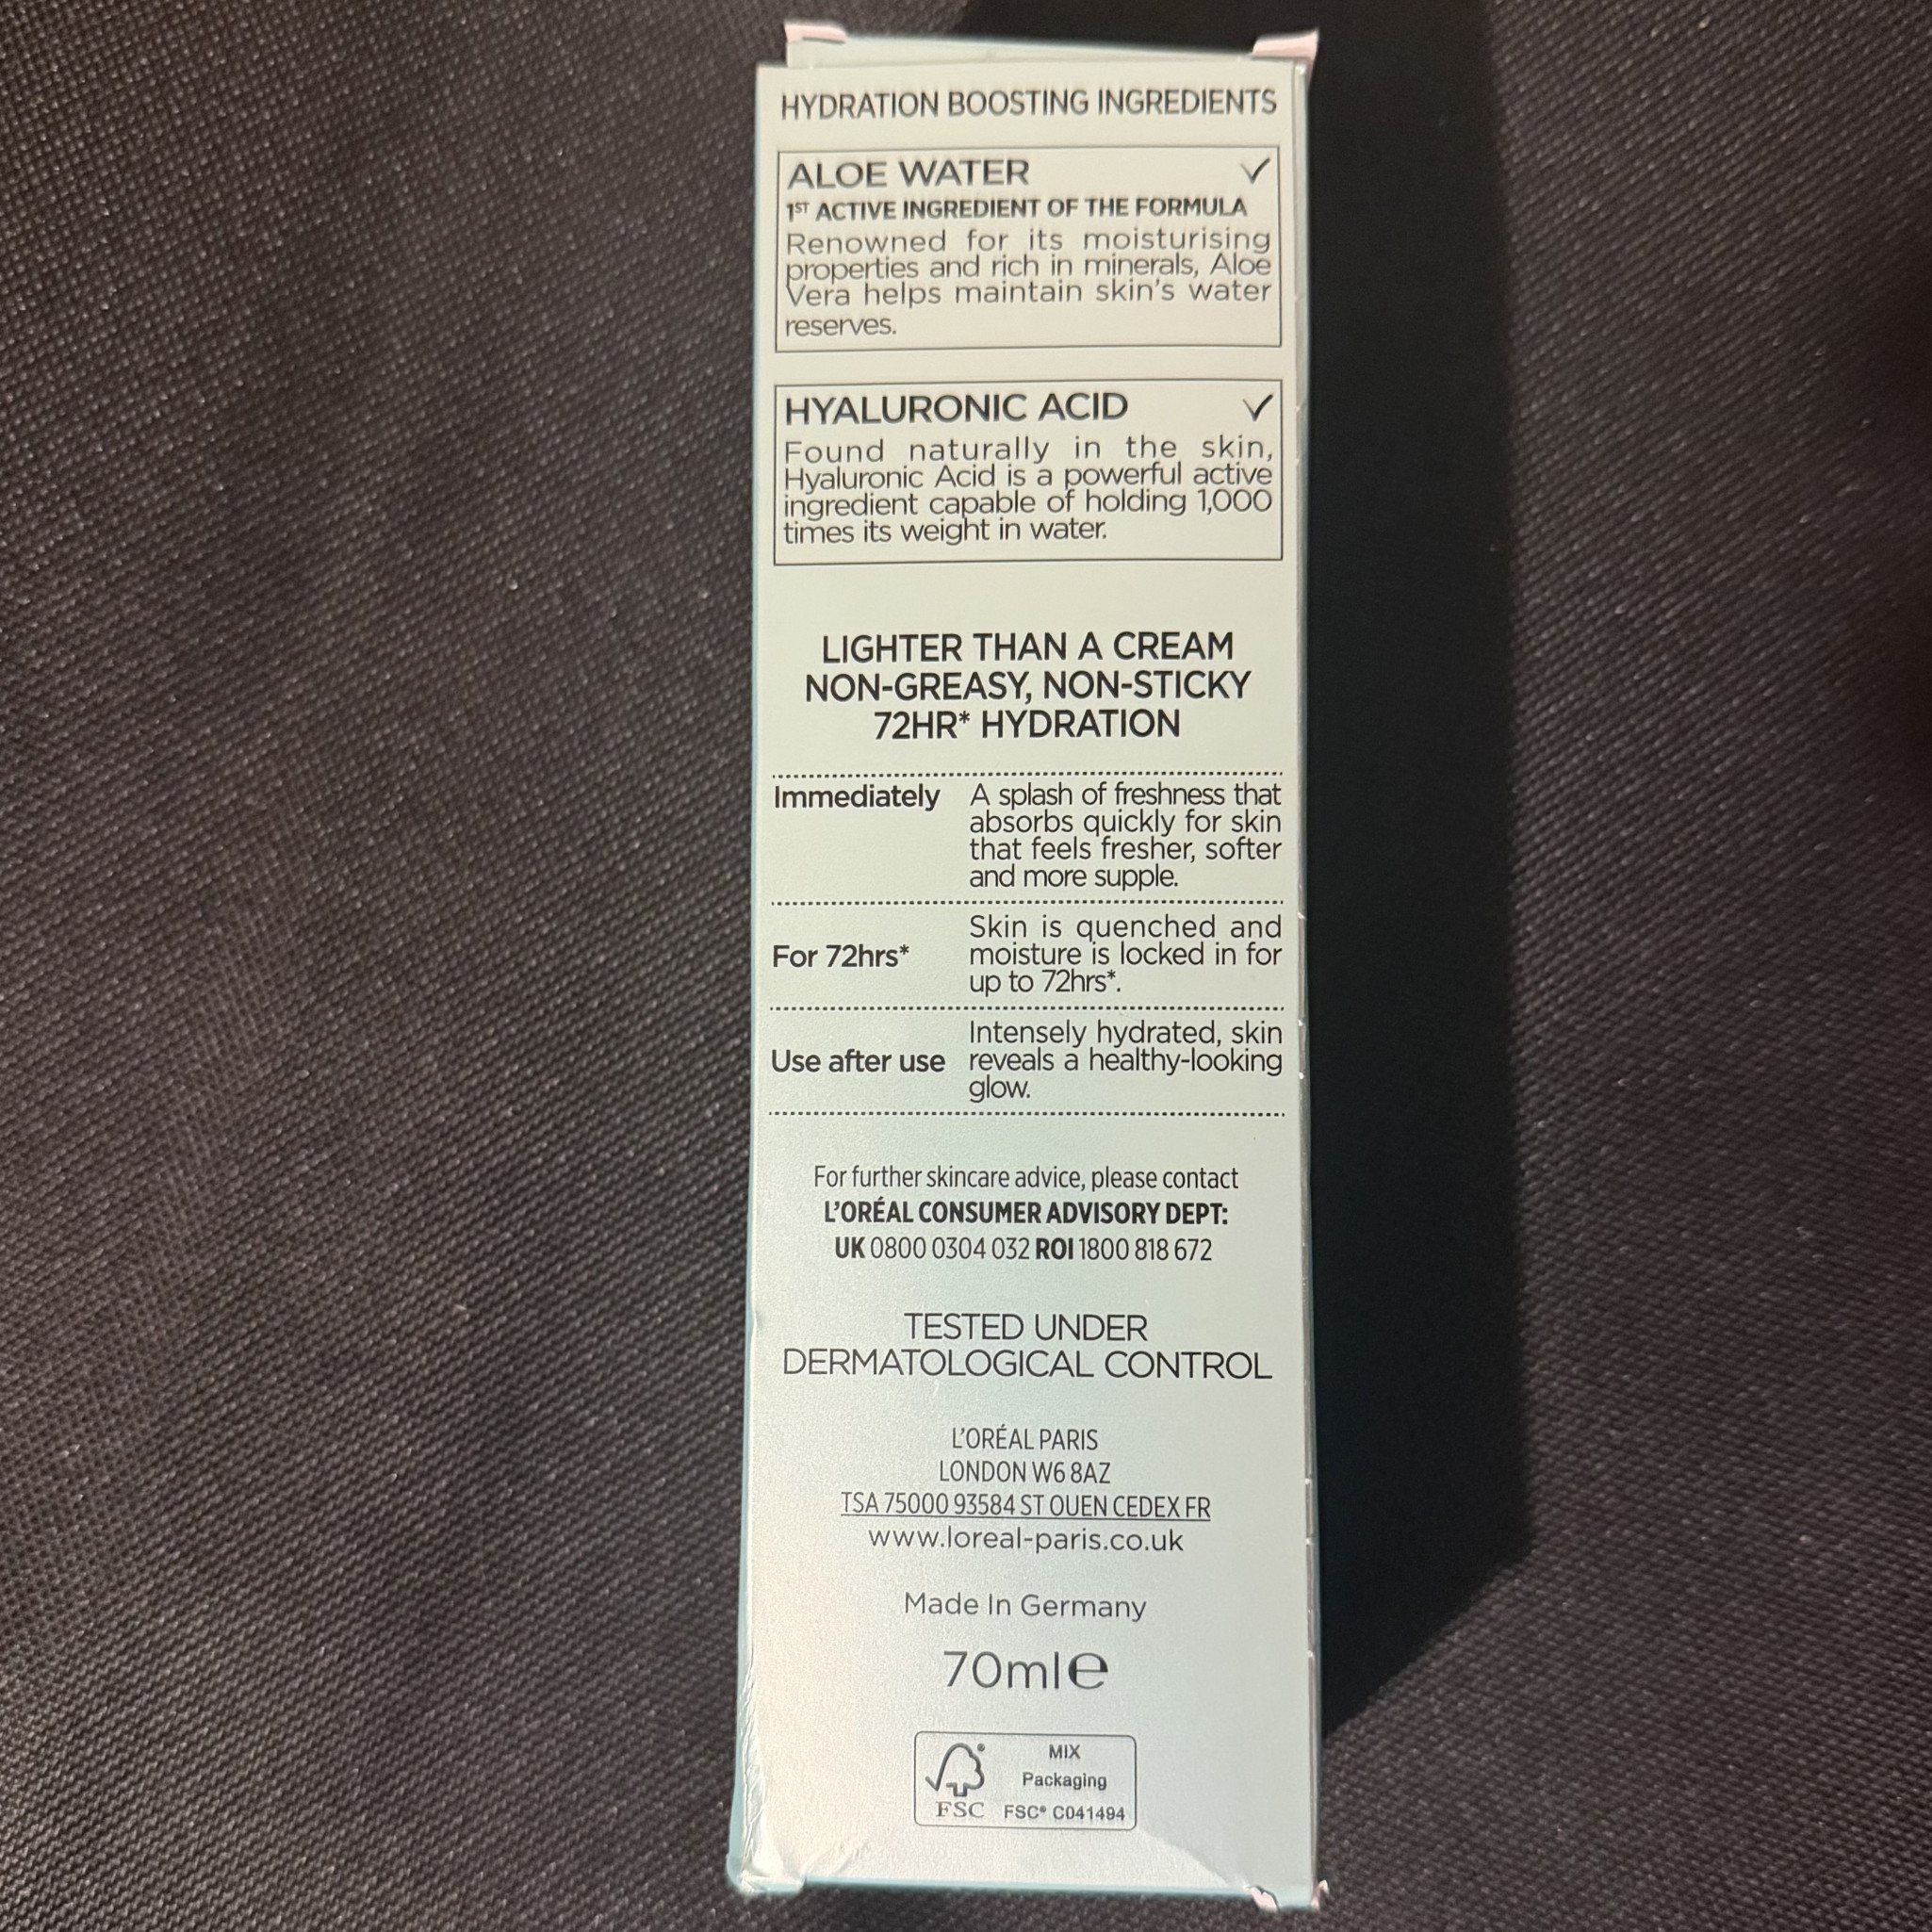 HYDRATION BOOSTING INGREDIENTS
ALOE WATER ✓
1ST ACTIVE INGREDIENT OF THE FORMULA
Renowned for its moisturising
properties and rich in minerals, Aloe
Vera helps maintain skin's water
reserves.
HYALURONIC ACID ✓
Found naturally in the skin,
Hyaluronic Acid is a powerful active
ingredient capable of holding 1,000
times its weight in water.
LIGHTER THAN A CREAM
NON-GREASY, NON-STICKY
72HR* HYDRATION
Immediately A splash of freshness that
absorbs quickly for skin
that feels fresher, softer
and more supple.
Skin is quenched and
For 72hrs* moisture is locked in for
up to 72hrs*.
Intensely hydrated, skin
Use after use reveals a healthy-looking
glow.
For further skincare advice, please contact
L'ORÉAL CONSUMER ADVISORY DEPT:
UK 0800 0304 032 ROI 1800 818 672
TESTED UNDER
DERMATOLOGICAL CONTROL
L'ORÉAL PARIS
LONDON W6 8AZ
TSA 75000 93584 ST OUEN CEDEX FR
www.loreal-paris.co.uk
Made In Germany
70ml℮
MIX
Packaging
FSC FSC® C041494